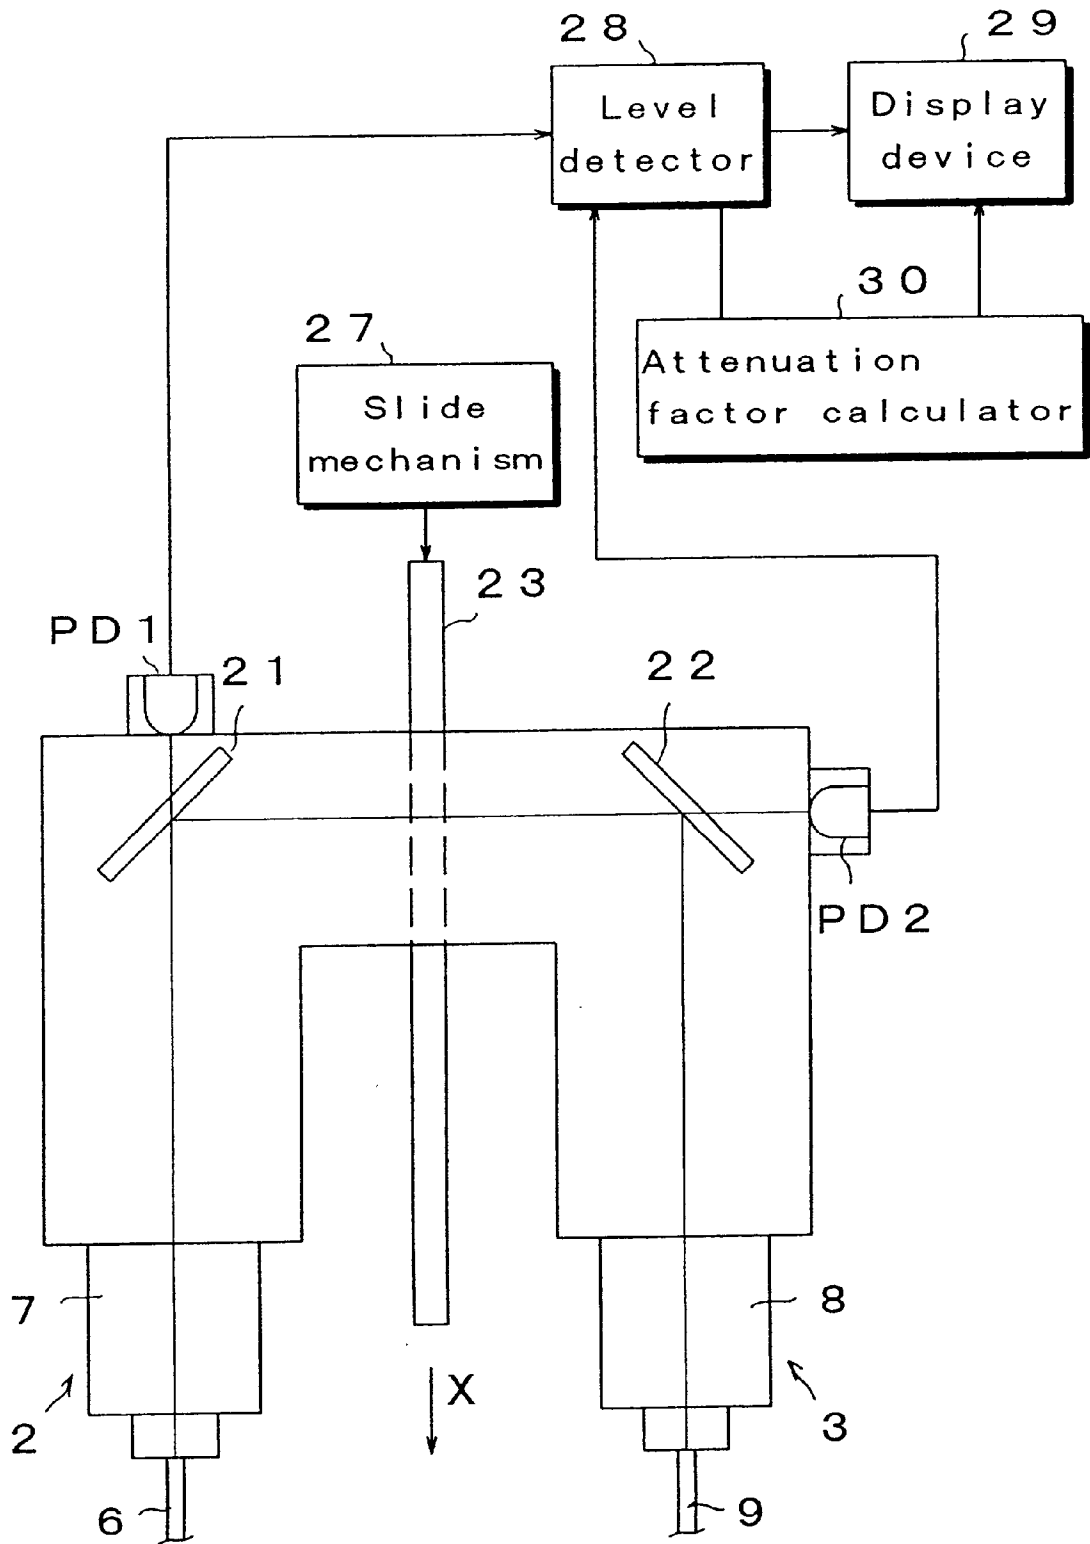 28
29
Level
detector
Display
device
30
27
Attenuation
factor calculator
Slide
mechanism
23
PD1
21
22
PD2
7
8
X
2
3
6
9